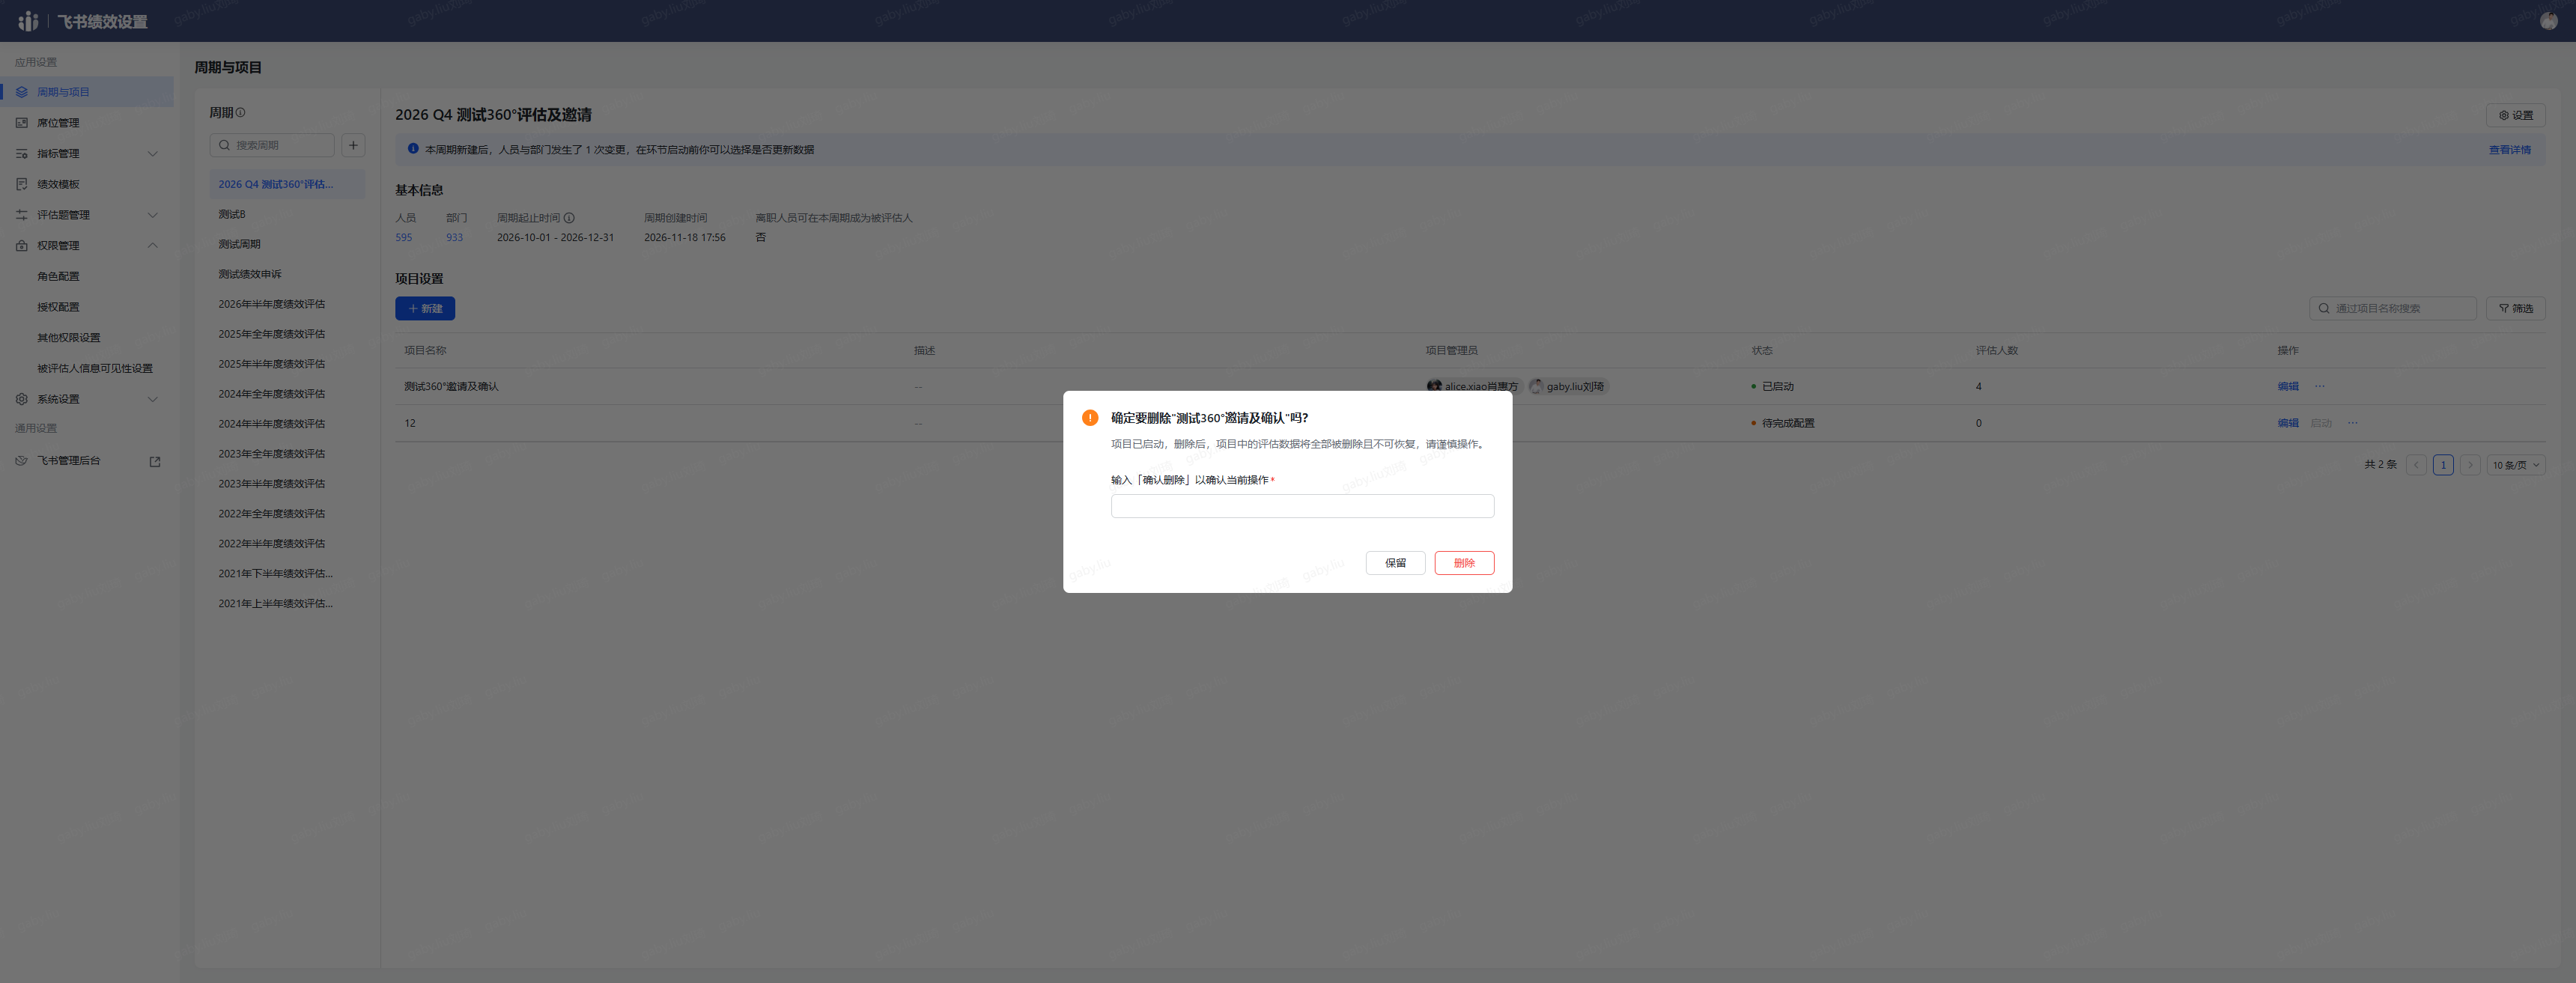 飞书绩效设置
应用设置
周期与项目
席位管理
指标管理
绩效模板
评估题管理
权限管理
角色配置
授权配置
其他权限设置
被评估人信息可见性设置
系统设置
通用设置
飞书管理后台
周期与项目
周期
搜索周期
2026 Q4 测试360°评估...
测试B
测试周期
测试绩效申诉
2026年半年度绩效评估
2025年全年度绩效评估
2025年半年度绩效评估
2024年全年度绩效评估
2024年半年度绩效评估
2023年全年度绩效评估
2023年半年度绩效评估
2022年全年度绩效评估
2022年半年度绩效评估
2021年下半年绩效评估...
2021年上半年绩效评估...
2026 Q4 测试360°评估及邀请
设置
本周期新建后，人员与部门发生了 1 次变更，在环节启动前你可以选择是否更新数据
查看详情
基本信息
人员 部门 周期起止时间 周期创建时间 离职人员可在本周期成为被评估人
595 933 2026-10-01 - 2026-12-31 2026-11-18 17:56 否
项目设置
+ 新建
通过项目名称搜索
筛选
项目名称 描述 项目管理员 状态 评估人数 操作
测试360°邀请及确认 -- alice.xiao肖惠方 gaby.liu刘琦 已启动 4 编辑 ...
12 -- 待完成配置 0 编辑 启动 ...
共 2 条 < 1 > 10 条/页
确定要删除"测试360°邀请及确认"吗?
项目已启动，删除后，项目中的评估数据将全部被删除且不可恢复，请谨慎操作。
输入「确认删除」以确认当前操作*
保留
删除
gaby.liu刘琦